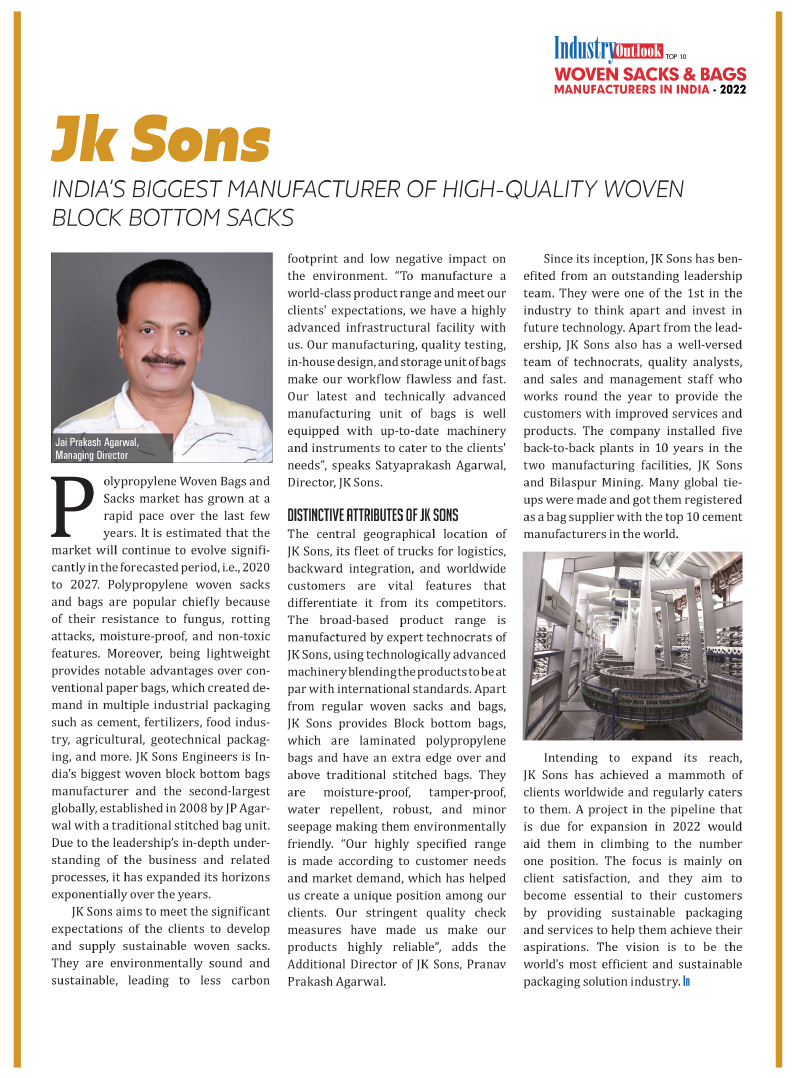 Industry Outlook TOP 10
WOVEN SACKS & BAGS
MANUFACTURERS IN INDIA - 2022
Jk Sons
INDIA'S BIGGEST MANUFACTURER OF HIGH-QUALITY WOVEN
BLOCK BOTTOM SACKS
Jai Prakash Agarwal,
Managing Director
Polypropylene Woven Bags and
Sacks market has grown at a
rapid pace over the last few
years. It is estimated that the
market will continue to evolve signifi-
cantly in the forecasted period, i.e., 2020
to 2027. Polypropylene woven sacks
and bags are popular chiefly because
of their resistance to fungus, rotting
attacks, moisture-proof, and non-toxic
features. Moreover, being lightweight
provides notable advantages over con-
ventional paper bags, which created de-
mand in multiple industrial packaging
such as cement, fertilizers, food indus-
try, agricultural, geotechnical packag-
ing, and more. JK Sons Engineers is In-
dia's biggest woven block bottom bags
manufacturer and the second-largest
globally, established in 2008 by JP Agar-
wal with a traditional stitched bag unit.
Due to the leadership's in-depth under-
standing of the business and related
processes, it has expanded its horizons
exponentially over the years.
JK Sons aims to meet the significant
expectations of the clients to develop
and supply sustainable woven sacks.
They are environmentally sound and
sustainable, leading to less carbon
footprint and low negative impact on
the environment. "To manufacture a
world-class product range and meet our
clients' expectations, we have a highly
advanced infrastructural facility with
us. Our manufacturing, quality testing,
in-house design, and storage unit of bags
make our workflow flawless and fast.
Our latest and technically advanced
manufacturing unit of bags is well
equipped with up-to-date machinery
and instruments to cater to the clients'
needs", speaks Satyaprakash Agarwal,
Director, JK Sons.
DISTINCTIVE ATTRIBUTES OF JK SONS
The central geographical location of
JK Sons, its fleet of trucks for logistics,
backward integration, and worldwide
customers are vital features that
differentiate it from its competitors.
The broad-based product range is
manufactured by expert technocrats of
JK Sons, using technologically advanced
machinery blending the products to be at
par with international standards. Apart
from regular woven sacks and bags,
JK Sons provides Block bottom bags,
which are laminated polypropylene
bags and have an extra edge over and
above traditional stitched bags. They
are moisture-proof, tamper-proof,
water repellent, robust, and minor
seepage making them environmentally
friendly. "Our highly specified range
is made according to customer needs
and market demand, which has helped
us create a unique position among our
clients. Our stringent quality check
measures have made us make our
products highly reliable", adds the
Additional Director of JK Sons, Pranav
Prakash Agarwal.
Since its inception, JK Sons has ben-
efited from an outstanding leadership
team. They were one of the 1st in the
industry to think apart and invest in
future technology. Apart from the lead-
ership, JK Sons also has a well-versed
team of technocrats, quality analysts,
and sales and management staff who
works round the year to provide the
customers with improved services and
products. The company installed five
back-to-back plants in 10 years in the
two manufacturing facilities, JK Sons
and Bilaspur Mining. Many global tie-
ups were made and got them registered
as a bag supplier with the top 10 cement
manufacturers in the world.
Intending to expand its reach,
JK Sons has achieved a mammoth of
clients worldwide and regularly caters
to them. A project in the pipeline that
is due for expansion in 2022 would
aid them in climbing to the number
one position. The focus is mainly on
client satisfaction, and they aim to
become essential to their customers
by providing sustainable packaging
and services to help them achieve their
aspirations. The vision is to be the
world's most efficient and sustainable
packaging solution industry.